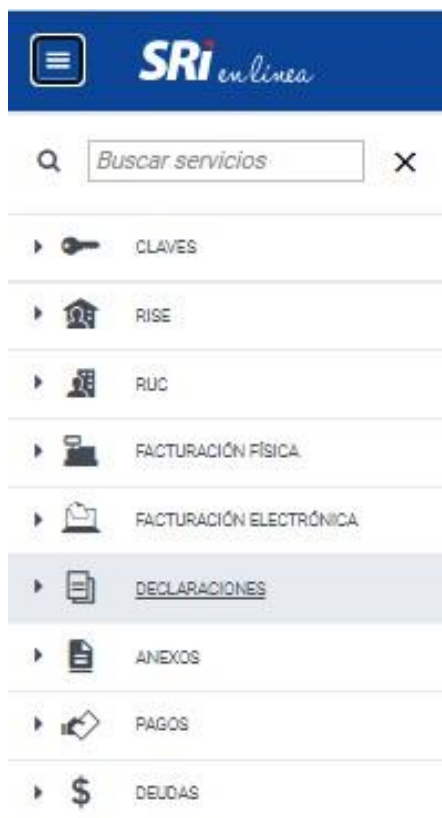 SRi en línea
Buscar servicios
CLAVES
RISE
RUC
FACTURACIÓN FÍSICA
FACTURACIÓN ELECTRÓNICA
DECLARACIONES
ANEXOS
PAGOS
DEUDAS